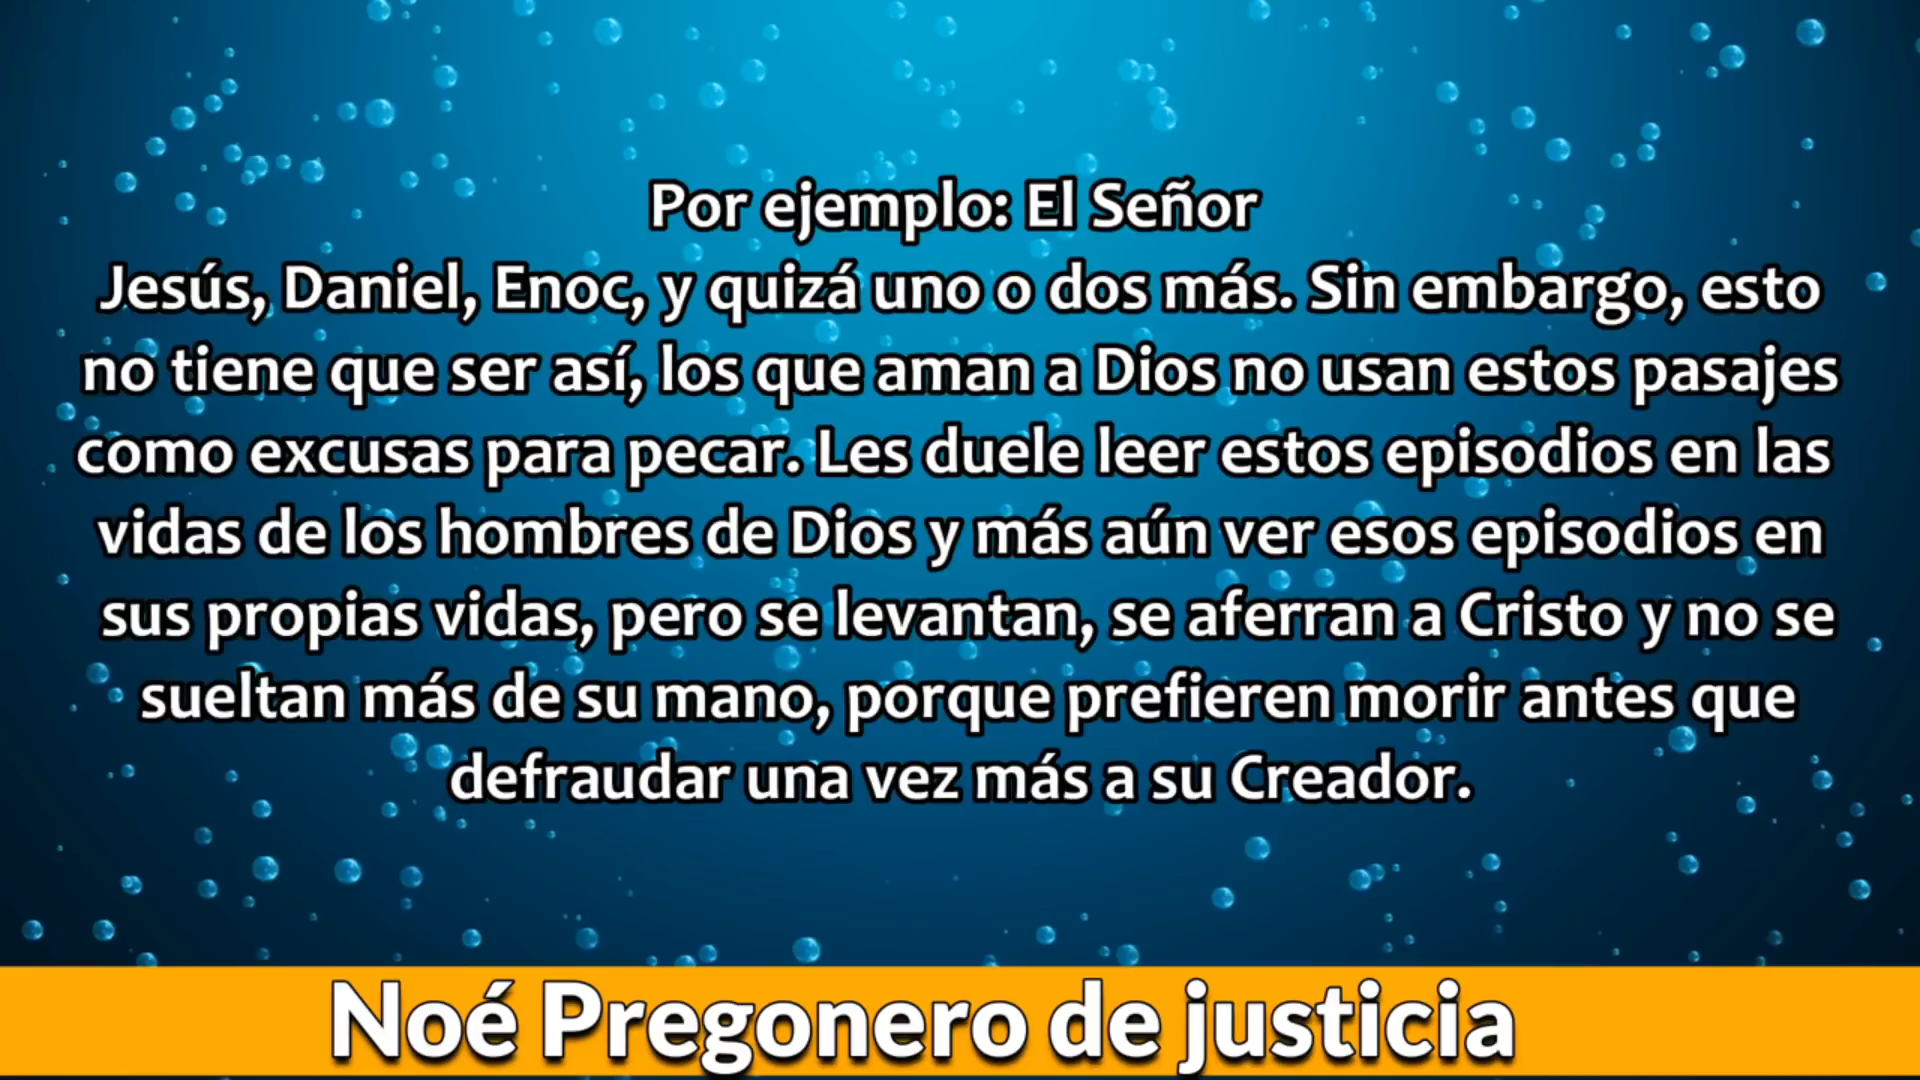 Por ejemplo: El Señor
Jesús, Daniel, Enoc, y quizá uno o dos más. Sin embargo, esto
no tiene que ser así, los que aman a Dios no usan estos pasajes
como excusas para pecar. Les duele leer estos episodios en las
vidas de los hombres de Dios y más aún ver esos episodios en
sus propias vidas, pero se levantan, se aferran a Cristo y no se
sueltan más de su mano, porque prefieren morir antes que
defraudar una vez más a su Creador.
Noé Pregonero de justicia